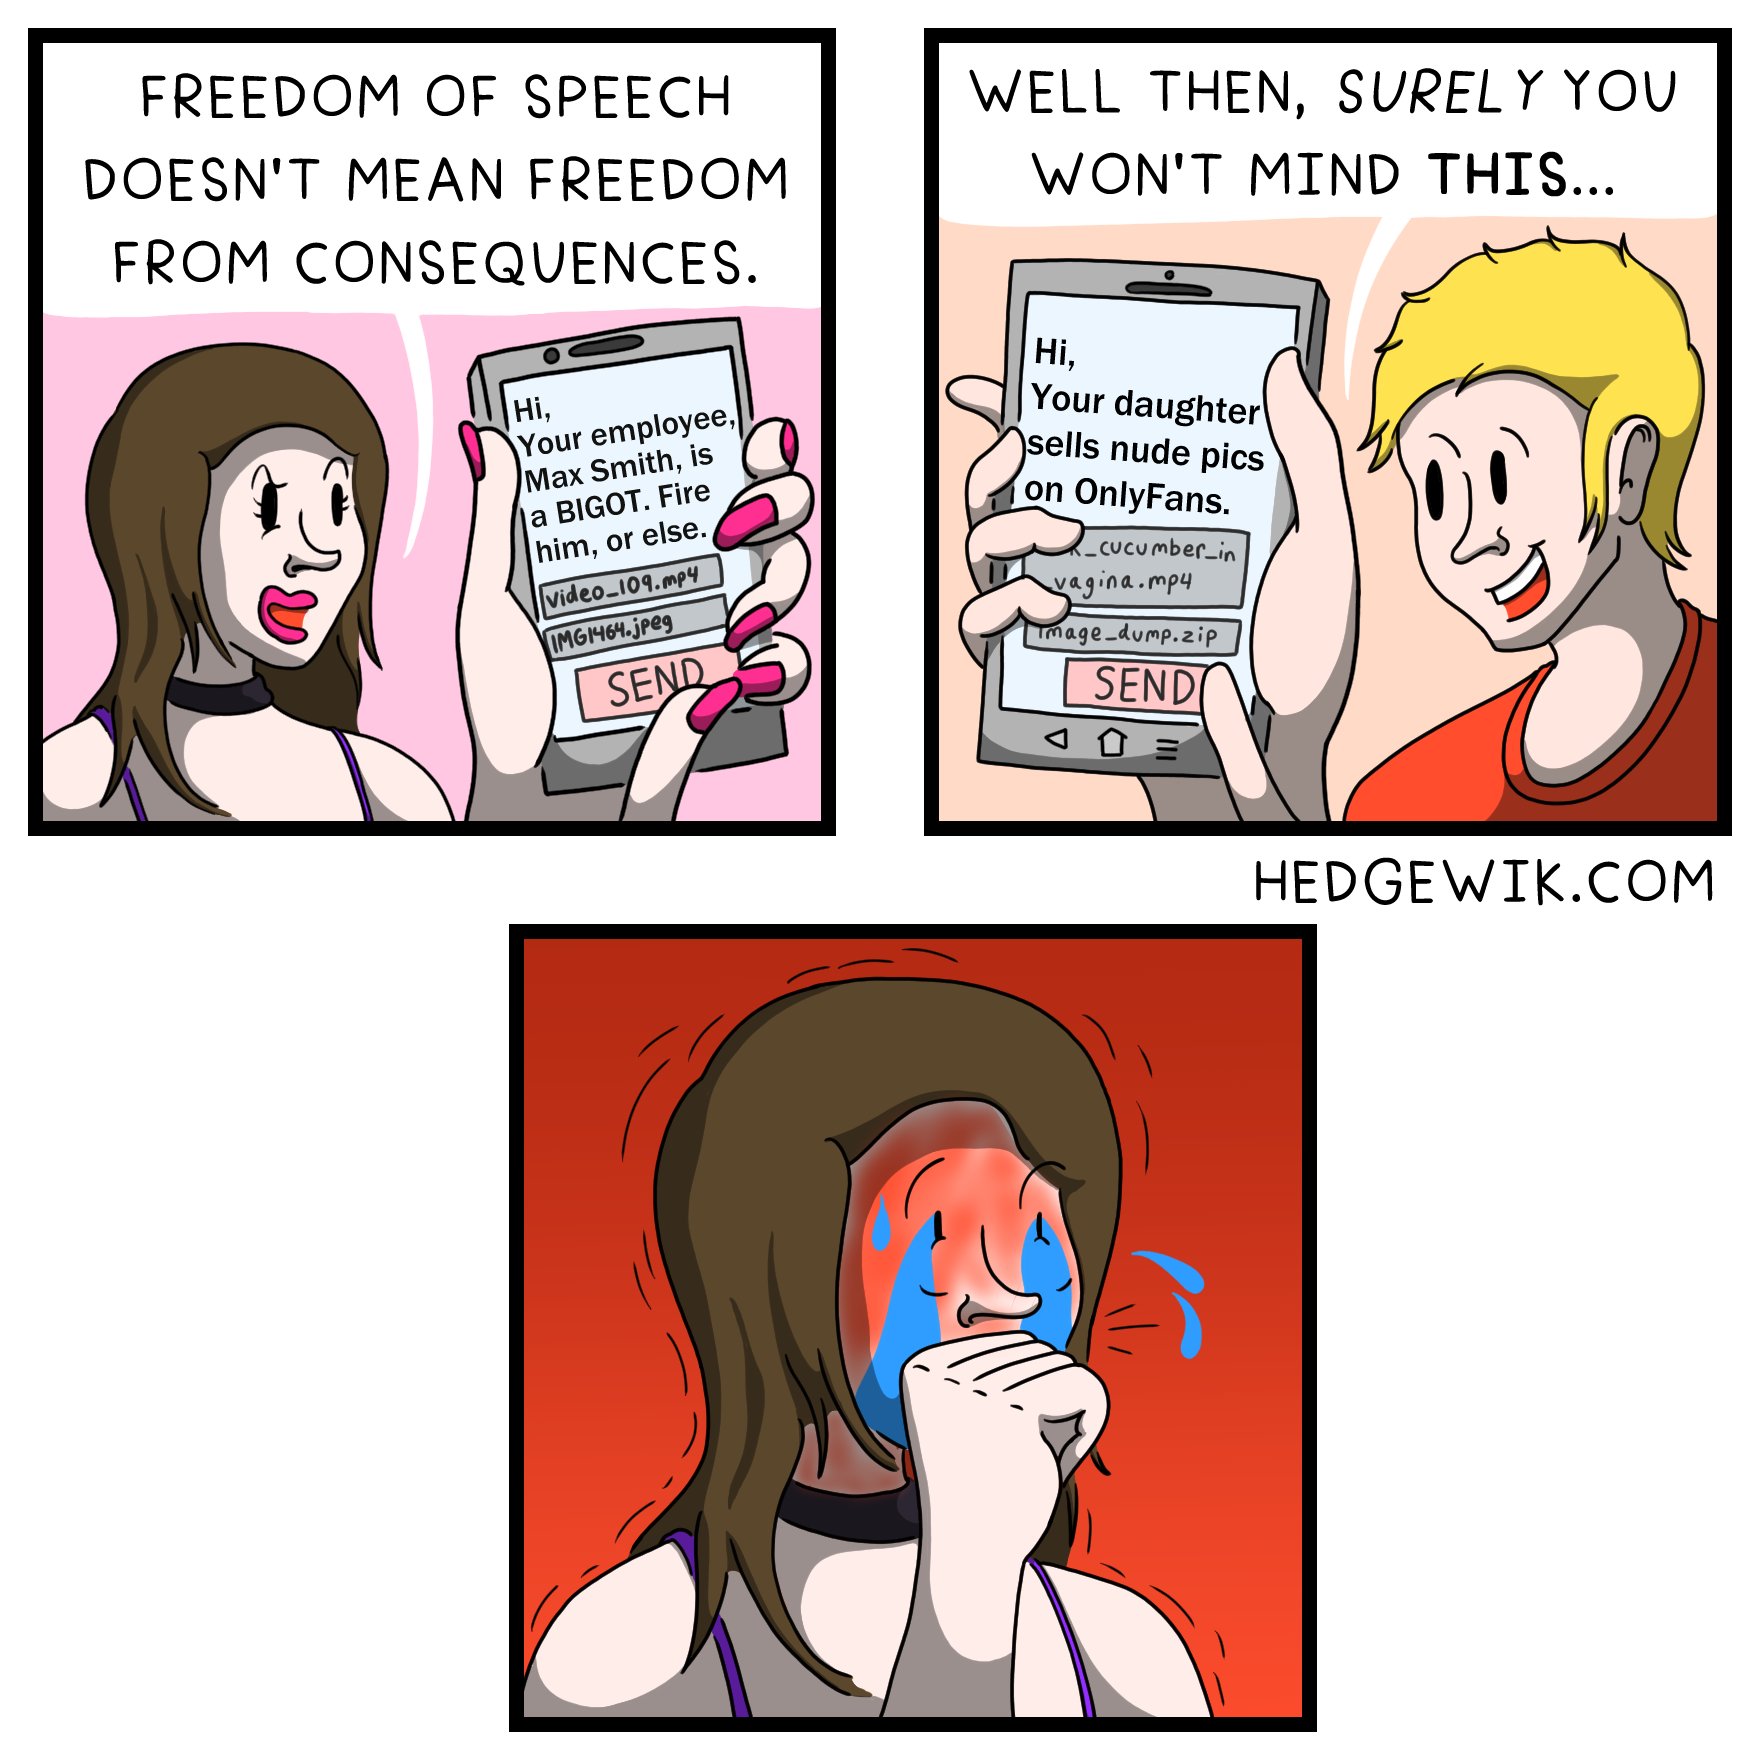 FREEDOM OF SPEECH
DOESN'T MEAN FREEDOM
FROM CONSEQUENCES.
Hi,
Your employee,
Max Smith, is
a BIGOT. Fire
him, or else.
video_109.mp4
IMG1464.jpeg
SEND
WELL THEN, SURELY YOU
WON'T MIND THIS...
Hi,
Your daughter
sells nude pics
on OnlyFans.
_cucumber_in
_vagina.mp4
image_dump.zip
SEND
HEDGEWIK.COM